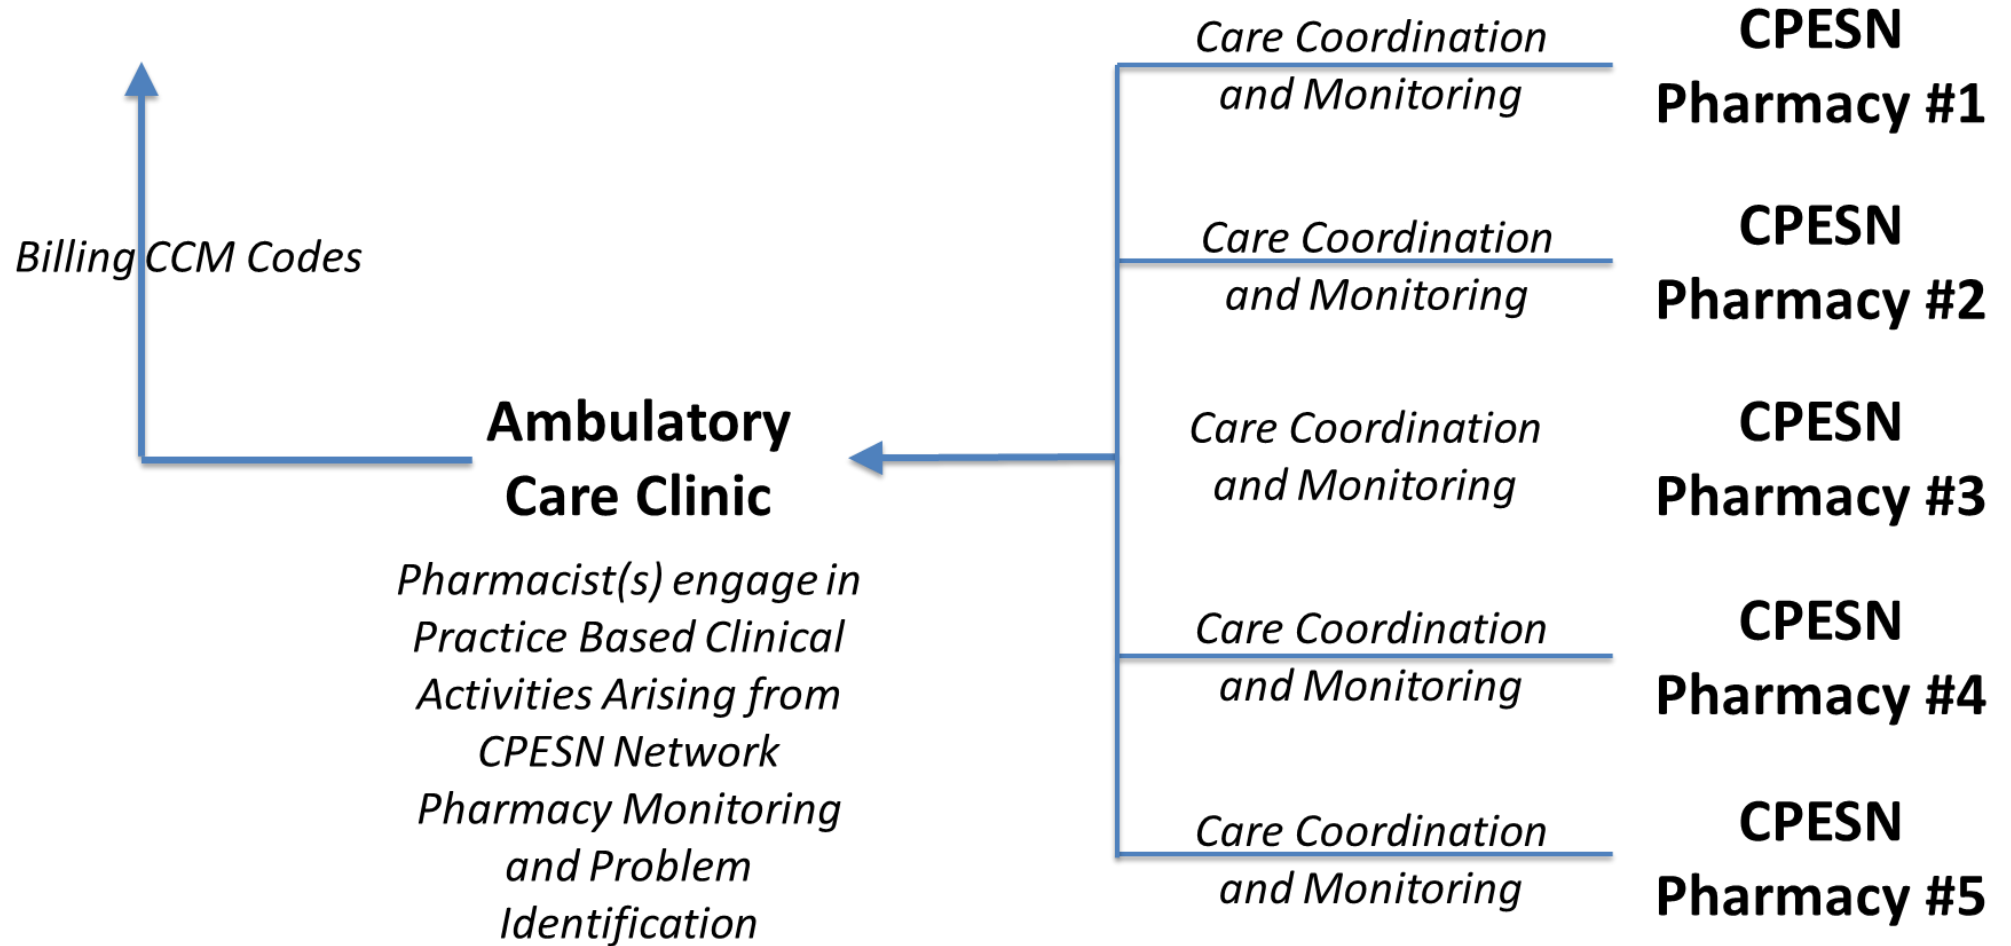 Billing CCM Codes
Ambulatory
Care Clinic
Pharmacist(s) engage in
Practice Based Clinical
Activities Arising from
CPESN Network
Pharmacy Monitoring
and Problem
Identification
Care Coordination
and Monitoring
CPESN
Pharmacy #1
Care Coordination
and Monitoring
CPESN
Pharmacy #2
Care Coordination
and Monitoring
CPESN
Pharmacy #3
Care Coordination
and Monitoring
CPESN
Pharmacy #4
Care Coordination
and Monitoring
CPESN
Pharmacy #5